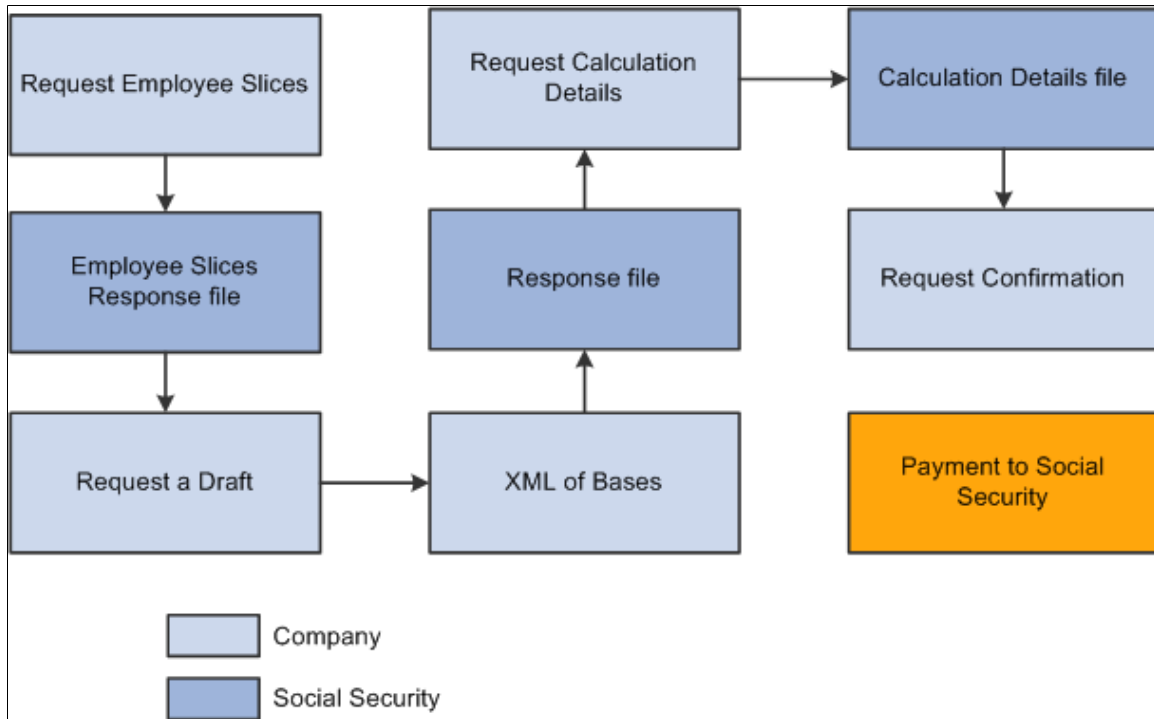 Request Employee Slices
Employee Slices
Response file
Request a Draft
XML of Bases
Response file
Request Calculation
Details
Calculation Details file
Request Confirmation
Payment to Social
Security
Company
Social Security